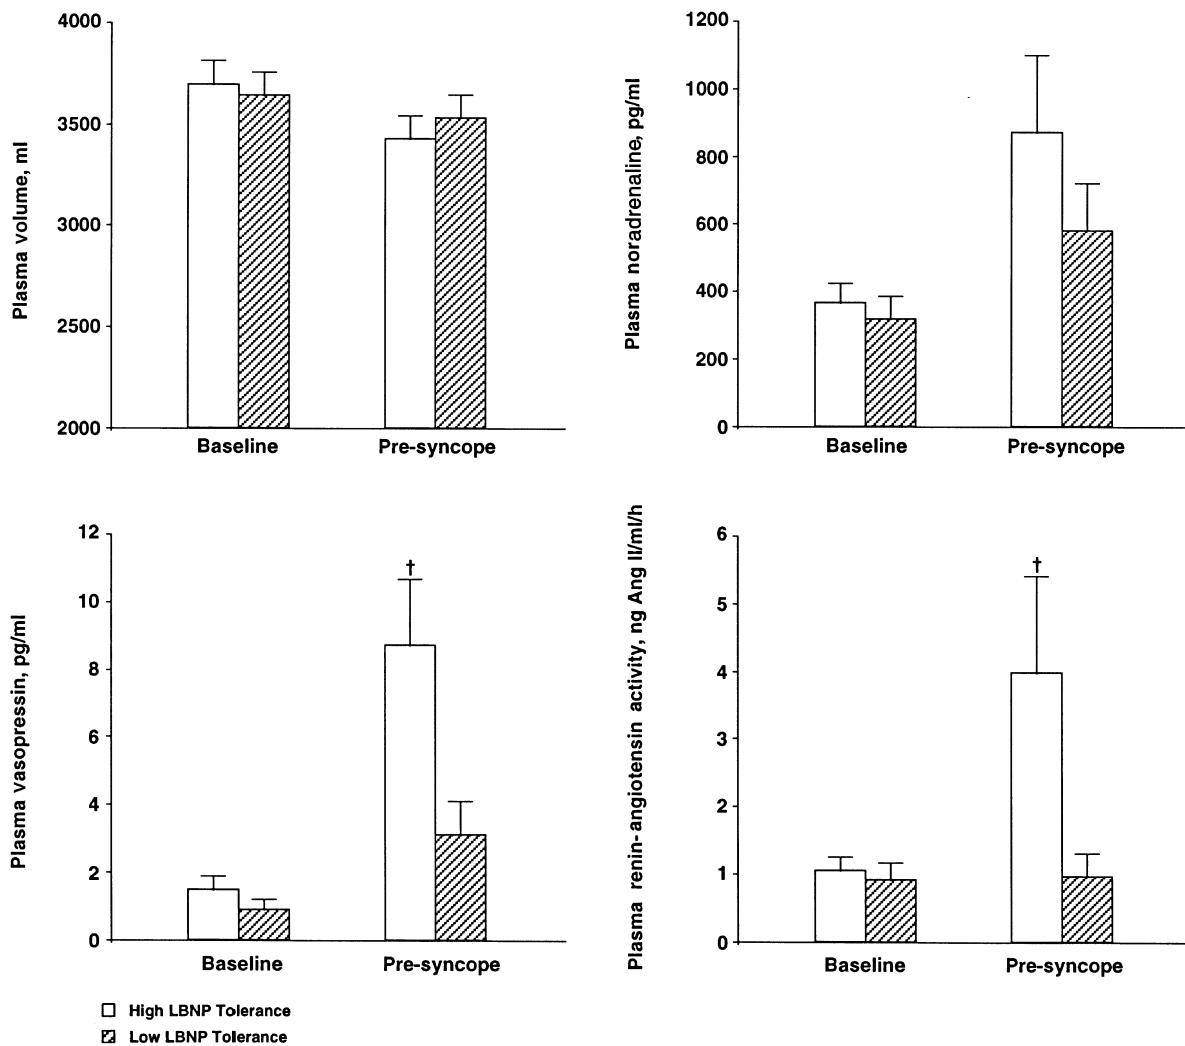 4000
3500
3000
2500
2000
Plasma volume, ml
Baseline
Pre-syncope
1200
1000
800
600
400
200
0
Plasma noradrenaline, pg/ml
Baseline
Pre-syncope
12
10
8
6
4
2
0
Plasma vasopressin, pg/ml
†
Baseline
Pre-syncope
6
5
4
3
2
1
0
Plasma renin-angiotensin activity, ng Ang II/ml/h
†
Baseline
Pre-syncope
High LBNP Tolerance
Low LBNP Tolerance